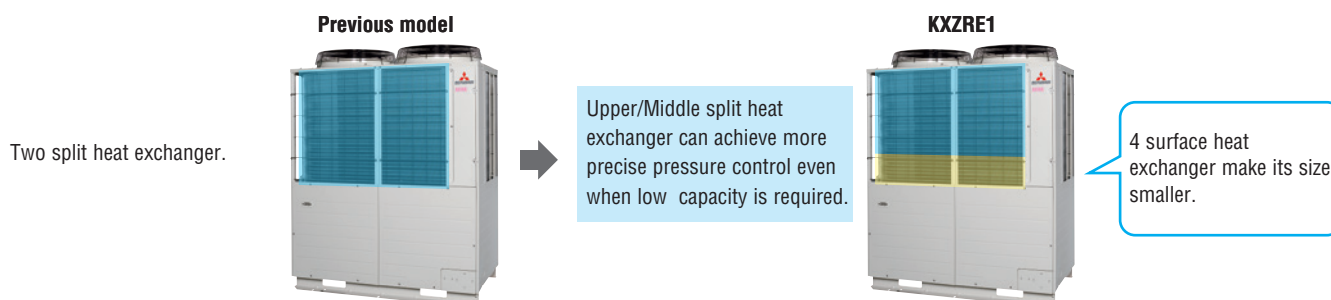 Previous model
KXZRE1
Two split heat exchanger.
Upper/Middle split heat
exchanger can achieve more
precise pressure control even
when low capacity is required.
4 surface heat
exchanger make its size
smaller.